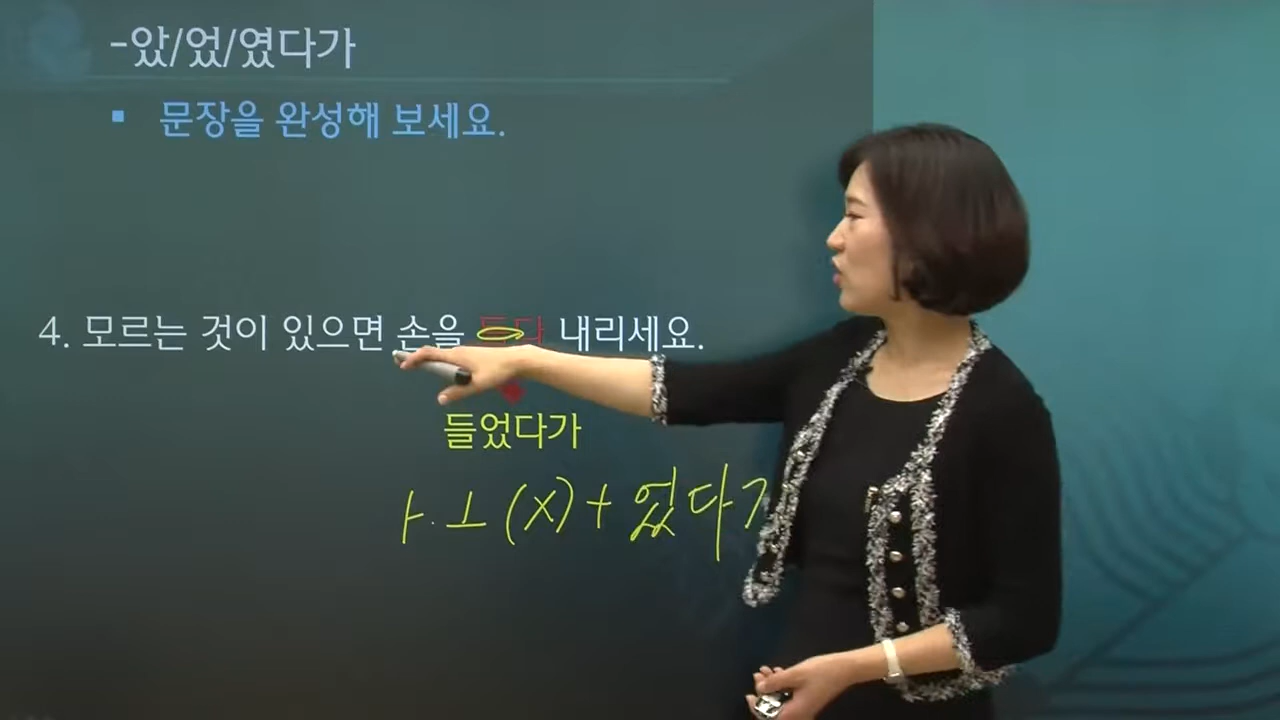 -았/었/였다가
▪ 문장을 완성해 보세요.
4. 모르는 것이 있으면 손을 들다 내리세요.
들었다가
ㅏ.ㅗ (X) + 었다가